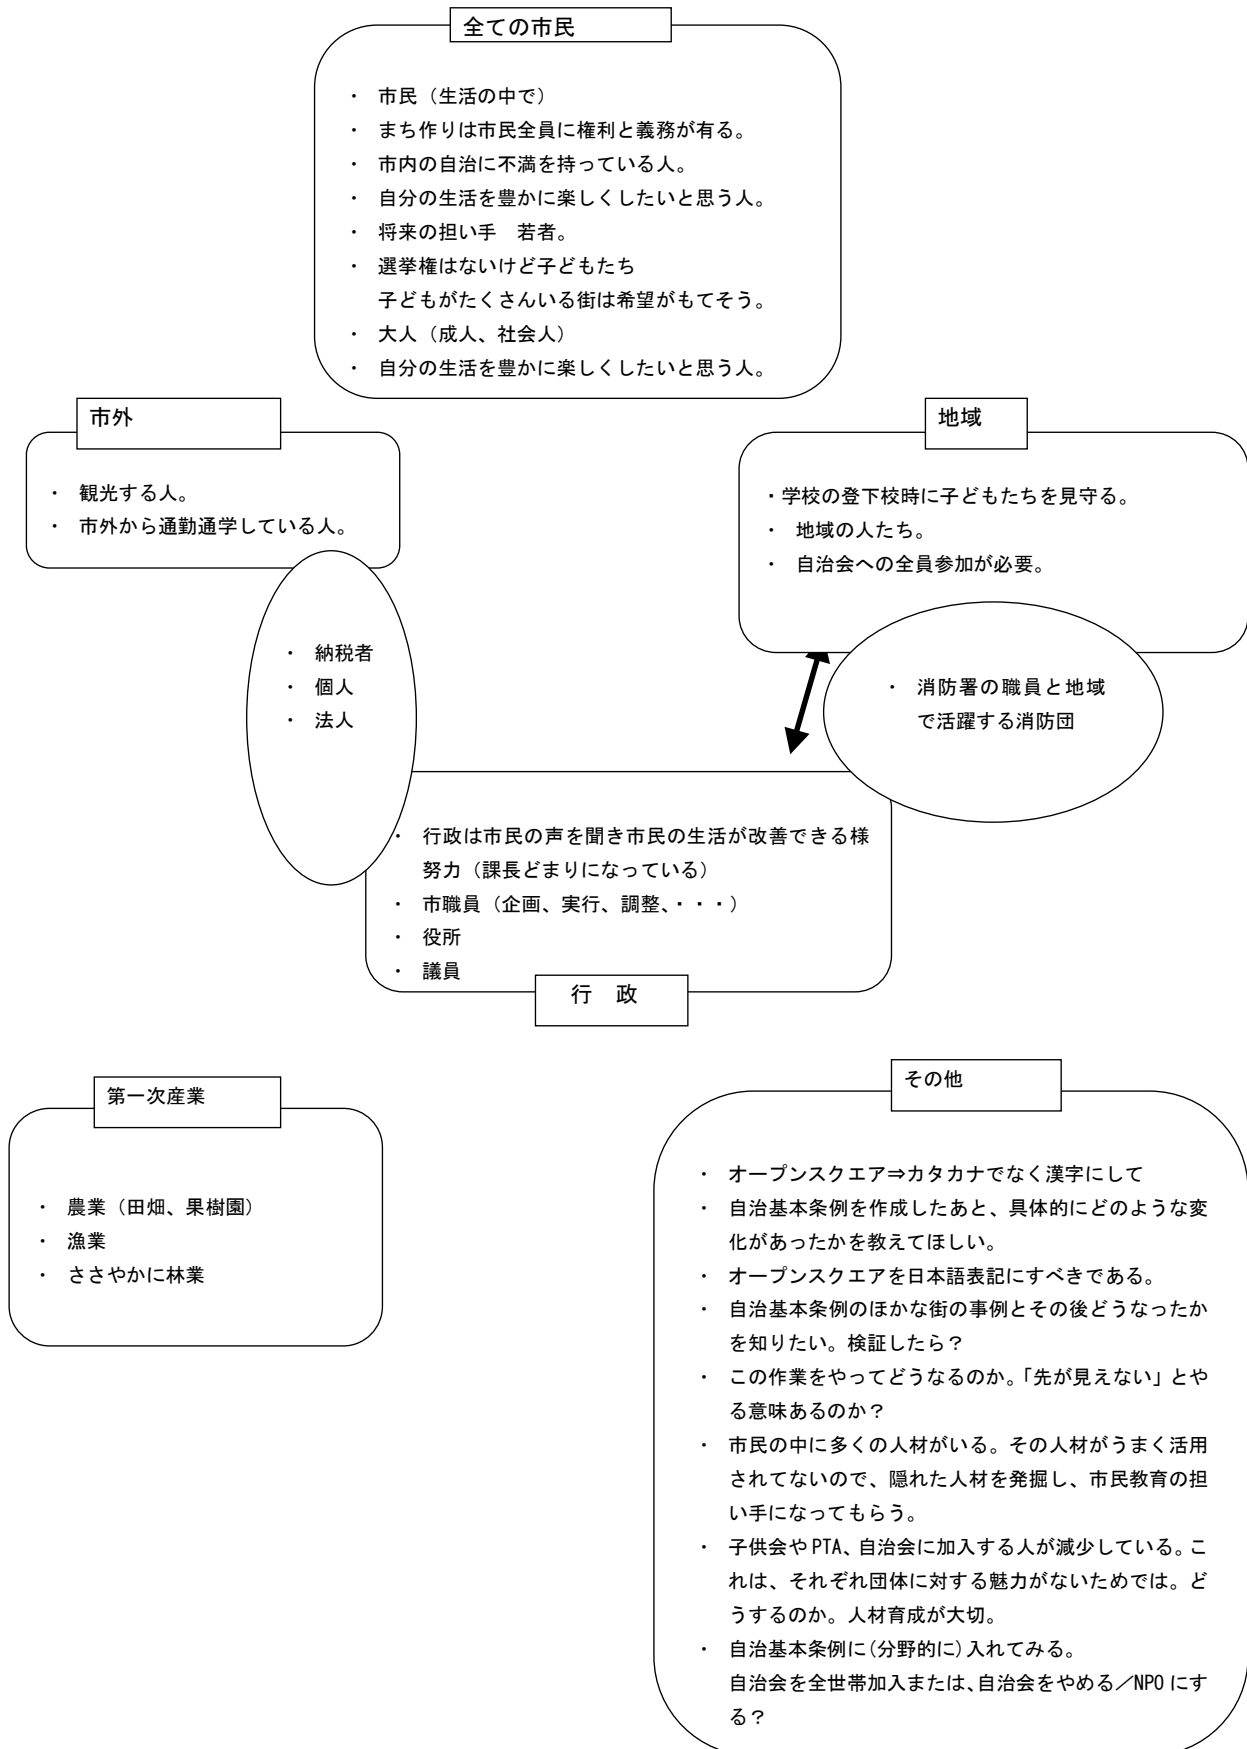 全ての市民
・ 市民（生活の中で）
・ まち作りは市民全員に権利と義務が有る。
・ 市内の自治に不満を持っている人。
・ 自分の生活を豊かに楽しくしたいと思う人。
・ 将来の担い手　若者。
・ 選挙権はないけど子どもたち
子どもがたくさんいる街は希望がもてそう。
・ 大人（成人、社会人）
・ 自分の生活を豊かに楽しくしたいと思う人。
市外
・ 観光する人。
・ 市外から通勤通学している人。
地域
・学校の登下校時に子どもたちを見守る。
・ 地域の人たち。
・ 自治会への全員参加が必要。
・ 納税者
・ 個人
・ 法人
・ 消防署の職員と地域
で活躍する消防団
・ 行政は市民の声を聞き市民の生活が改善できる様
努力（課長どまりになっている）
・ 市職員（企画、実行、調整、・・・）
・ 役所
・ 議員
行　政
第一次産業
・ 農業（田畑、果樹園）
・ 漁業
・ ささやかに林業
その他
・ オープンスクエア⇒カタカナでなく漢字にして
・ 自治基本条例を作成したあと、具体的にどのような変
化があったかを教えてほしい。
・ オープンスクエアを日本語表記にすべきである。
・ 自治基本条例のほかな街の事例とその後どうなったか
を知りたい。検証したら？
・ この作業をやってどうなるのか。「先が見えない」とや
る意味あるのか？
・ 市民の中に多くの人材がいる。その人材がうまく活用
されてないので、隠れた人材を発掘し、市民教育の担
い手になってもらう。
・ 子供会や PTA、自治会に加入する人が減少している。こ
れは、それぞれ団体に対する魅力がないためでは。ど
うするのか。人材育成が大切。
・ 自治基本条例に（分野的に）入れてみる。
自治会を全世帯加入または、自治会をやめる／NPO にす
る？